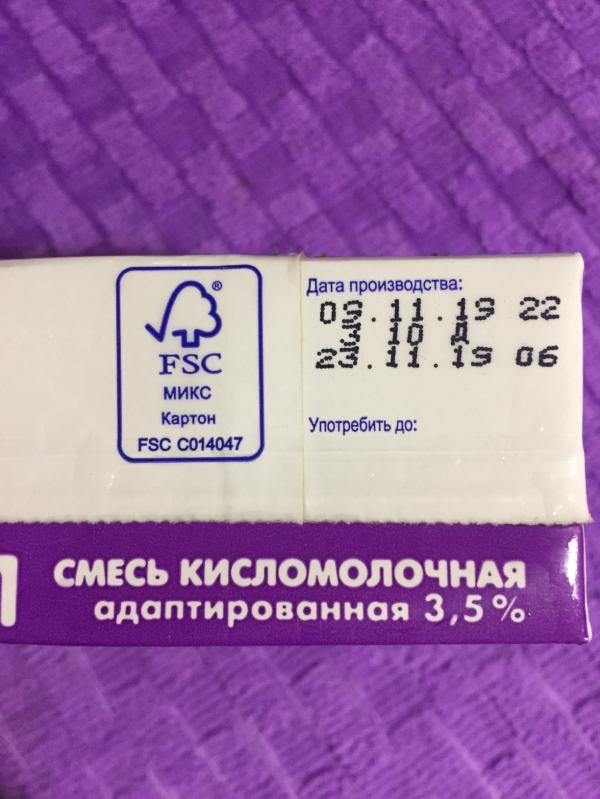 ®
FSC
МИКС
Картон
FSC C014047
Дата производства:
09.11.19 22
3 10 Д
23.11.19 06
Употребить до:
СМЕСЬ КИСЛОМОЛОЧНАЯ
адаптированная 3,5%